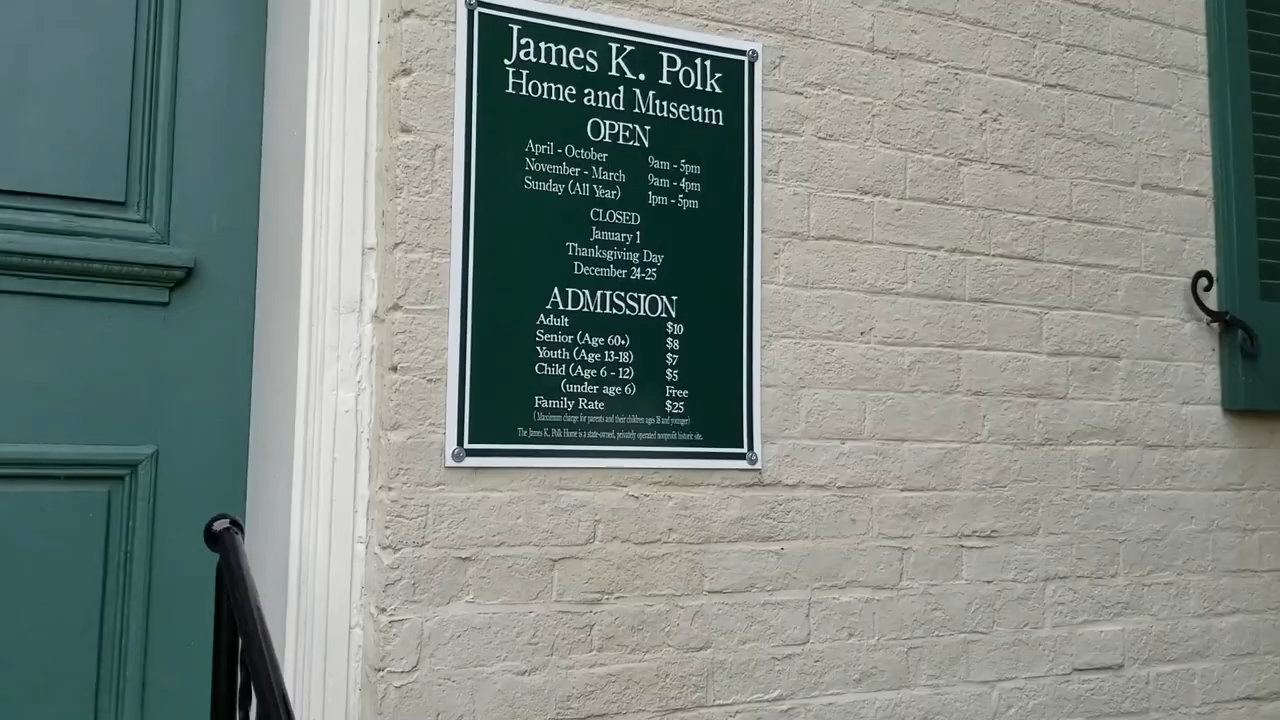 James K. Polk
Home and Museum
OPEN
April - October 9am - 5pm
November - March 9am - 4pm
Sunday (All Year) 1pm - 5pm
CLOSED
January 1
Thanksgiving Day
December 24-25
ADMISSION
Adult $10
Senior (Age 60+) $8
Youth (Age 13-18) $7
Child (Age 6 - 12) $5
(under age 6) Free
Family Rate $25
(Maximum charge for parents and their children ages 18 and younger)
The James K. Polk Home is a state-owned, privately operated nonprofit historic site.